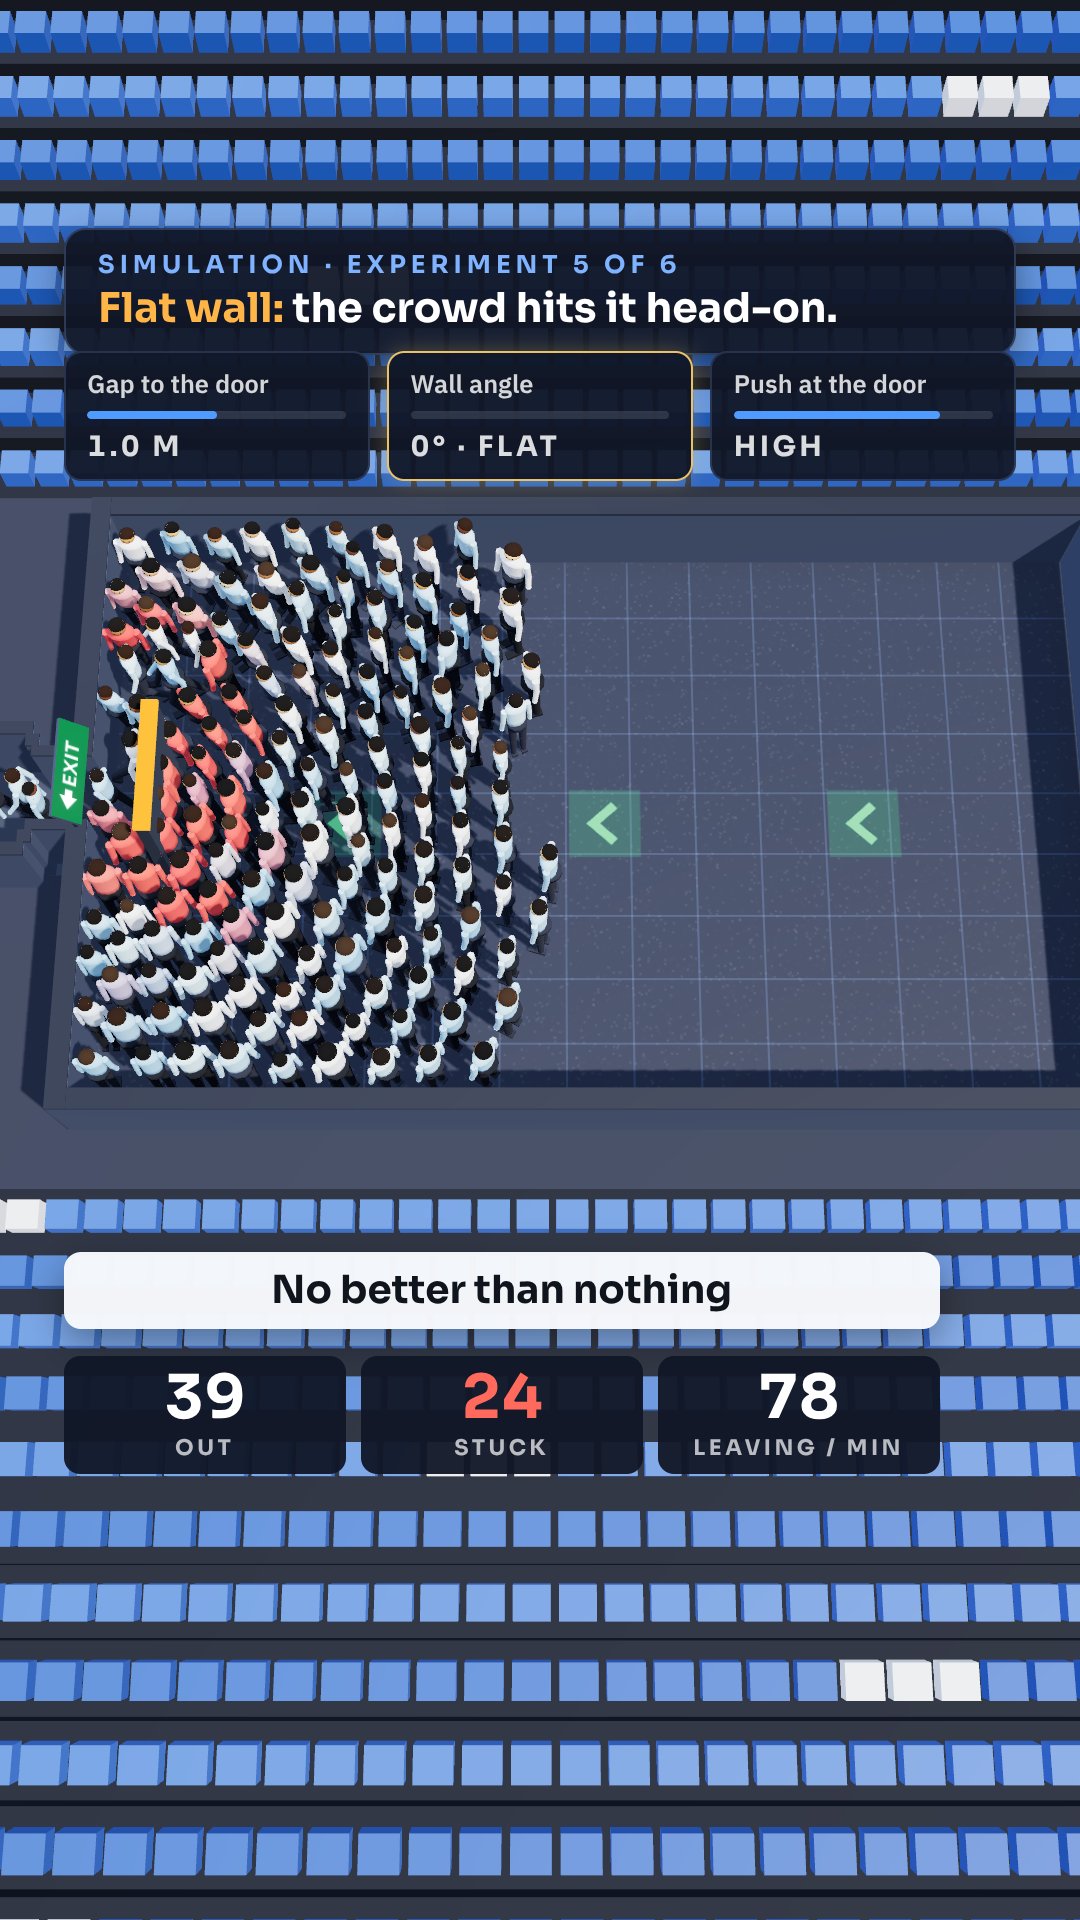 SIMULATION · EXPERIMENT 5 OF 6
Flat wall: the crowd hits it head-on.
Gap to the door
1.0 M
Wall angle
0° · FLAT
Push at the door
HIGH
EXIT
No better than nothing
39
OUT
24
STUCK
78
LEAVING / MIN